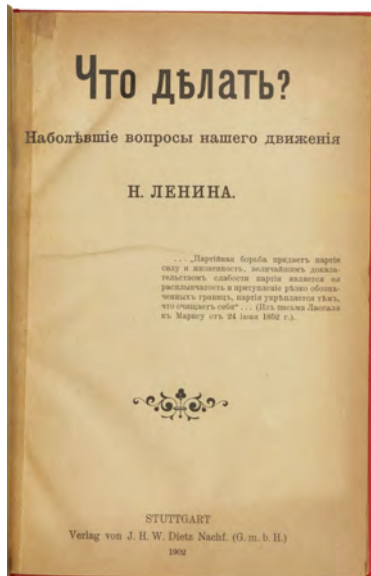 Что дѣлать?
Наболѣвшіе вопросы нашего движенія
Н. ЛЕНИНА.
. . . „Партійная борьба придаетъ партіи
силу и жизненность, величайшимъ доказа-
тельствомъ слабости партіи является ея
расплывчатость и притупленіе рѣзко обозна-
ченныхъ границъ, партія укрѣпляется тѣмъ,
что очищаетъ себя“ . . . (Изъ письма Лассаля
къ Марксу отъ 24 іюня 1852 г.).
STUTTGART
Verlag von J. H. W. Dietz Nachf. (G. m. b. H.)
1902